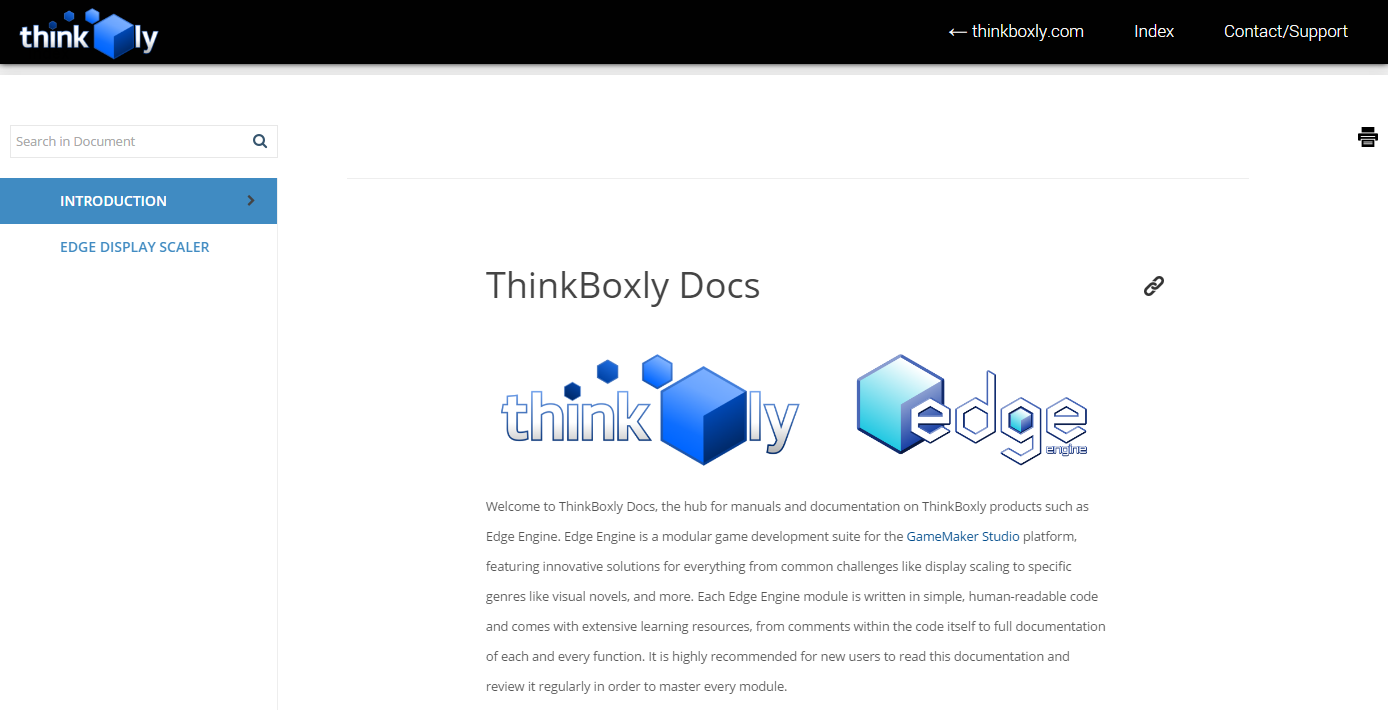 think ly
← thinkboxly.com
Index
Contact/Support
Search in Document
INTRODUCTION
EDGE DISPLAY SCALER
ThinkBoxly Docs
think ly
edge
engine
Welcome to ThinkBoxly Docs, the hub for manuals and documentation on ThinkBoxly products such as
Edge Engine. Edge Engine is a modular game development suite for the GameMaker Studio platform,
featuring innovative solutions for everything from common challenges like display scaling to specific
genres like visual novels, and more. Each Edge Engine module is written in simple, human-readable code
and comes with extensive learning resources, from comments within the code itself to full documentation
of each and every function. It is highly recommended for new users to read this documentation and
review it regularly in order to master every module.